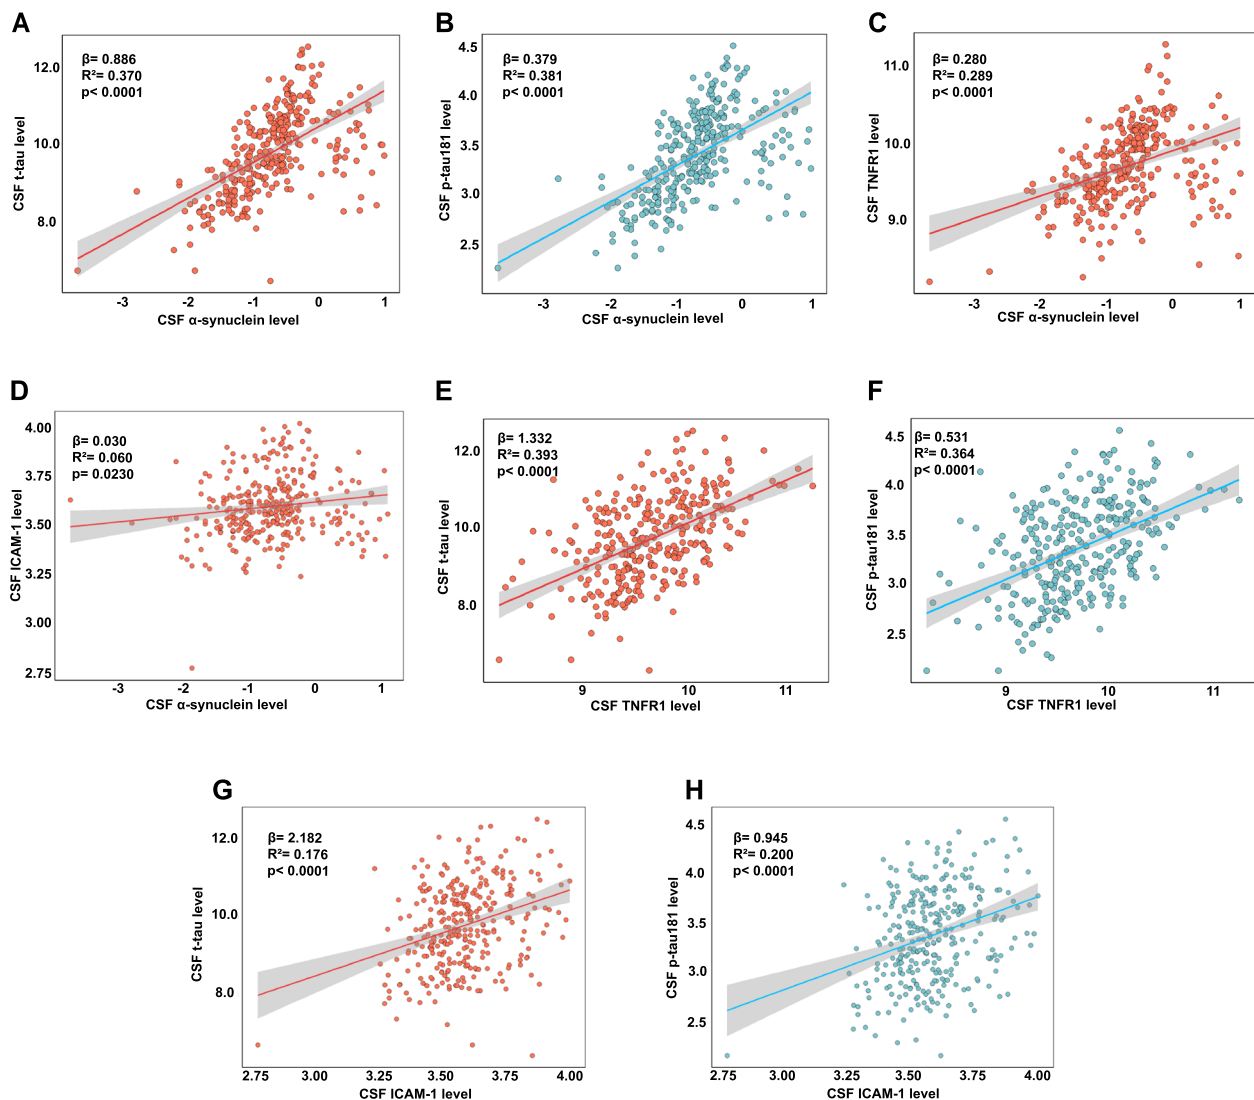 A
β= 0.886
R²= 0.370
p< 0.0001
12.0
10.0
8.0
CSF t-tau level
-3 -2 -1 0 1
CSF α-synuclein level
B
β= 0.379
R²= 0.381
p< 0.0001
4.5
4.0
3.5
3.0
2.5
CSF p-tau181 level
-3 -2 -1 0 1
CSF α-synuclein level
C
β= 0.280
R²= 0.289
p< 0.0001
11.0
10.0
9.0
CSF TNFR1 level
-3 -2 -1 0 1
CSF α-synuclein level
D
β= 0.030
R²= 0.060
p= 0.0230
4.00
3.75
3.50
3.25
3.00
2.75
CSF ICAM-1 level
-3 -2 -1 0 1
CSF α-synuclein level
E
β= 1.332
R²= 0.393
p< 0.0001
12.0
10.0
8.0
CSF t-tau level
9 10 11
CSF TNFR1 level
F
β= 0.531
R²= 0.364
p< 0.0001
4.5
4.0
3.5
3.0
2.5
CSF p-tau181 level
9 10 11
CSF TNFR1 level
G
β= 2.182
R²= 0.176
p< 0.0001
12.0
10.0
8.0
CSF t-tau level
2.75 3.00 3.25 3.50 3.75 4.00
CSF ICAM-1 level
H
β= 0.945
R²= 0.200
p< 0.0001
4.5
4.0
3.5
3.0
2.5
CSF p-tau181 level
2.75 3.00 3.25 3.50 3.75 4.00
CSF ICAM-1 level